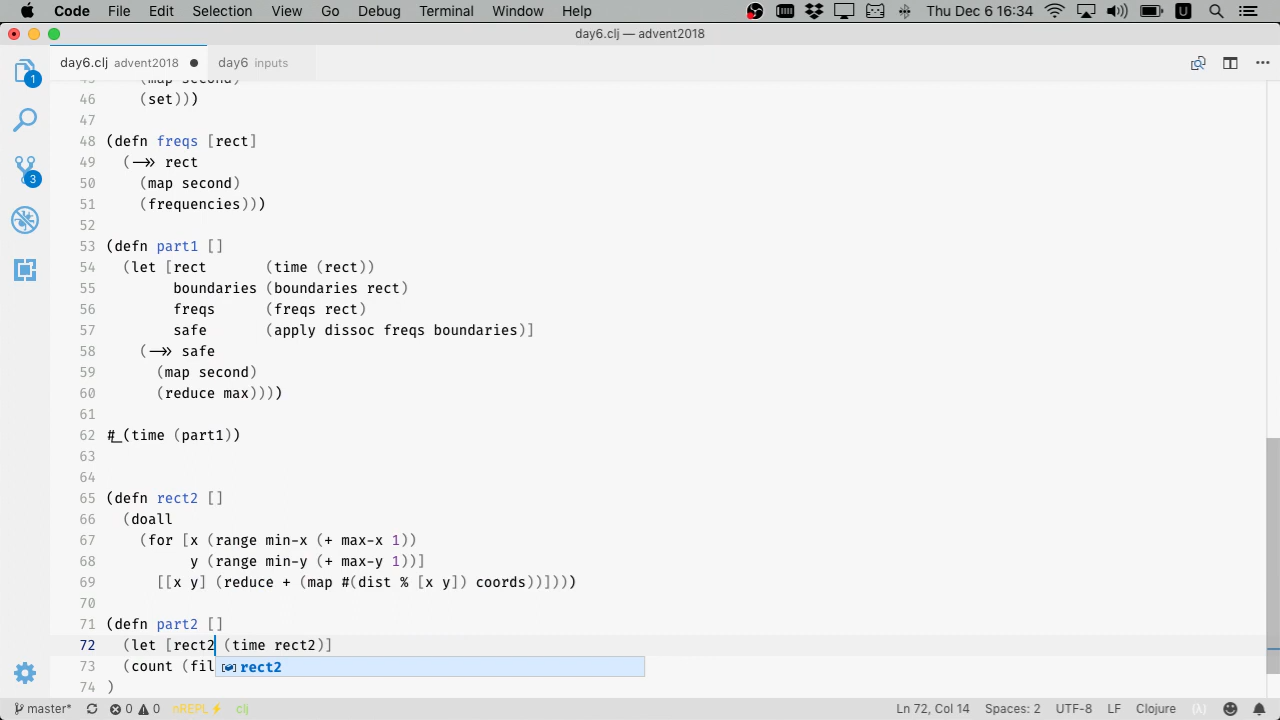 Code File Edit Selection View Go Debug Terminal Window Help Thu Dec 6 16:34
day6.clj — advent2018
day6.clj advent2018 ● day6 inputs
1
3
46 (set)))
47
48 (defn freqs [rect]
49 (->> rect
50 (map second)
51 (frequencies)))
52
53 (defn part1 []
54 (let [rect (time (rect))
55 boundaries (boundaries rect)
56 freqs (freqs rect)
57 safe (apply dissoc freqs boundaries)]
58 (->> safe
59 (map second)
60 (reduce max))))
61
62 #_(time (part1))
63
64
65 (defn rect2 []
66 (doall
67 (for [x (range min-x (+ max-x 1))
68 y (range min-y (+ max-y 1))]
69 [[x y] (reduce + (map #(dist % [x y]) coords))])))
70
71 (defn part2 []
72 (let [rect2 (time rect2)]
73 (count (fil
rect2
74 )
master* 0 0 nREPL⚡ clj Ln 72, Col 14 Spaces: 2 UTF-8 LF Clojure (λ)